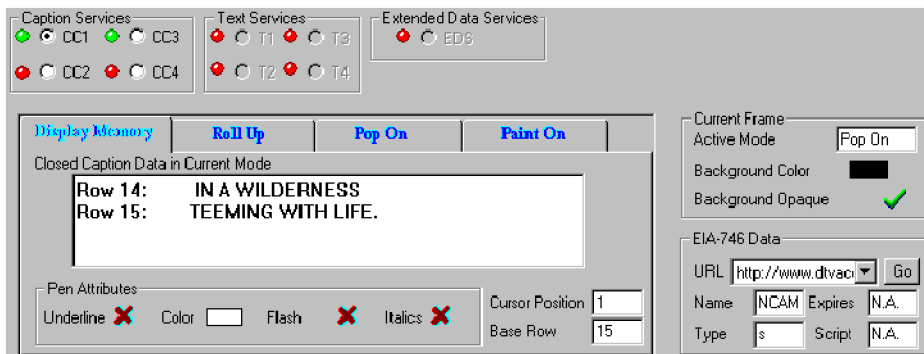 Caption Services Text Services Extended Data Services
CC1 CC3 T1 T3 EDS
CC2 CC4 T2 T4
Display Memory Roll Up Pop On Paint On
Closed Caption Data in Current Mode
Row 14: IN A WILDERNESS
Row 15: TEEMING WITH LIFE.
Pen Attributes
Underline Color Flash Italics
Cursor Position 1
Base Row 15
Current Frame
Active Mode Pop On
Background Color
Background Opaque
EIA-746 Data
URL http://www.dtvac Go
Name NCAM Expires N.A.
Type s Script N.A.